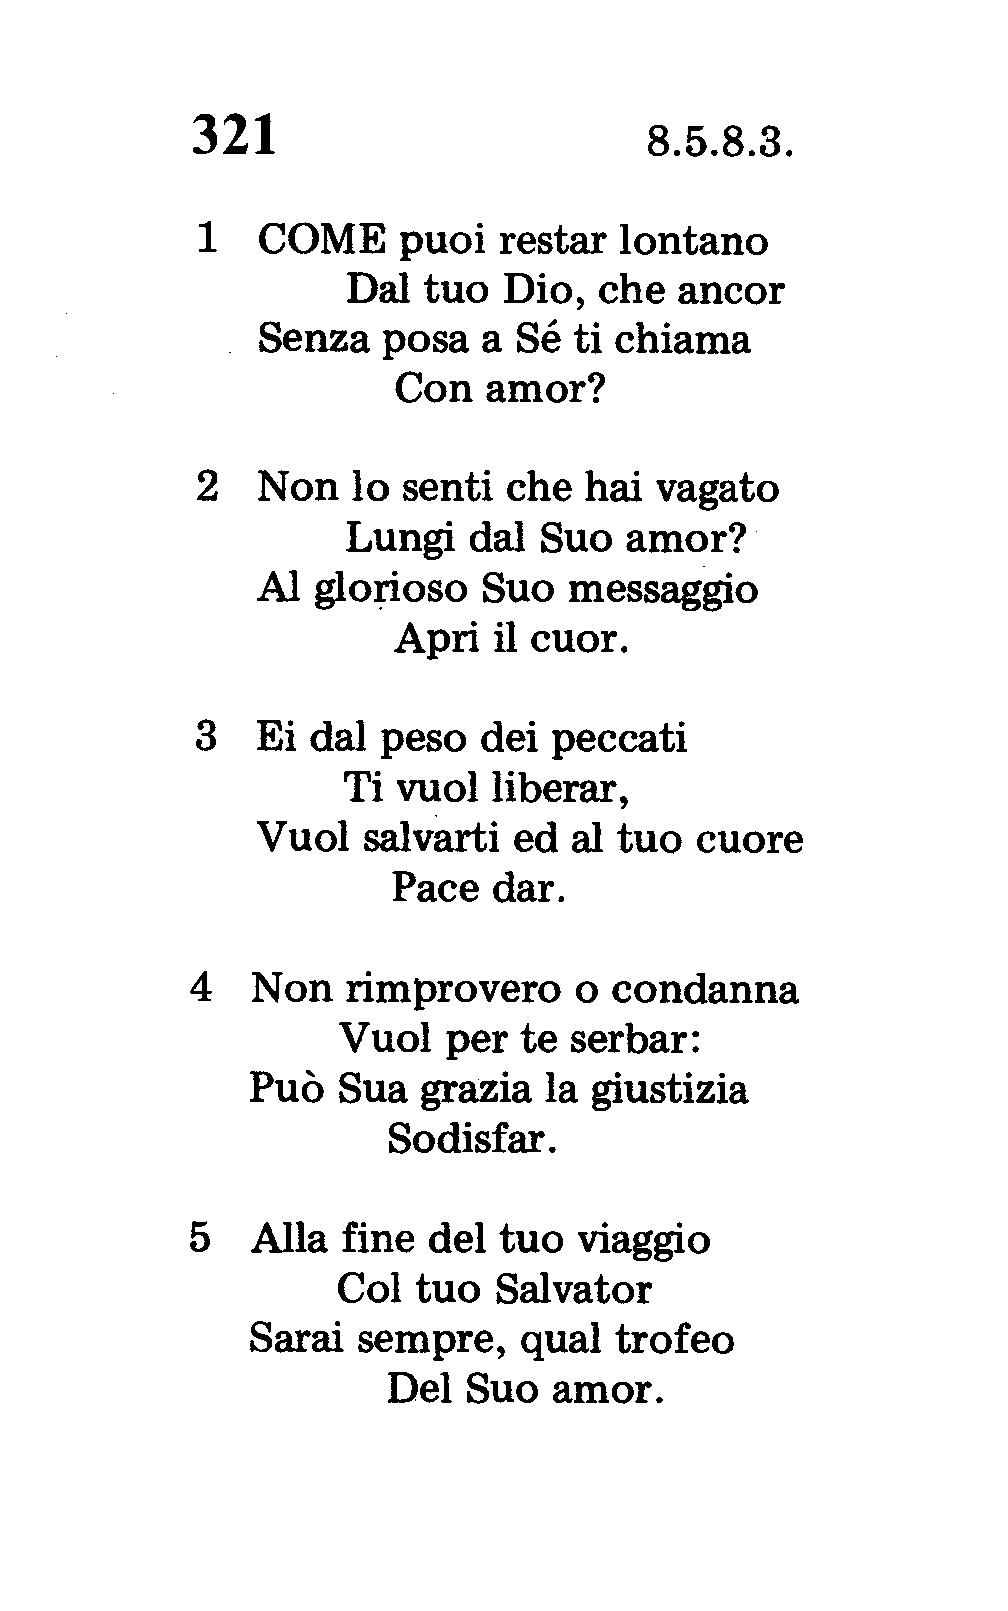 321 8.5.8.3.
1 COME puoi restar lontano
Dal tuo Dio, che ancor
Senza posa a Sé ti chiama
Con amor?
2 Non lo senti che hai vagato
Lungi dal Suo amor?
Al glorioso Suo messaggio
Apri il cuor.
3 Ei dal peso dei peccati
Ti vuol liberar,
Vuol salvarti ed al tuo cuore
Pace dar.
4 Non rimprovero o condanna
Vuol per te serbar:
Può Sua grazia la giustizia
Sodisfar.
5 Alla fine del tuo viaggio
Col tuo Salvator
Sarai sempre, qual trofeo
Del Suo amor.